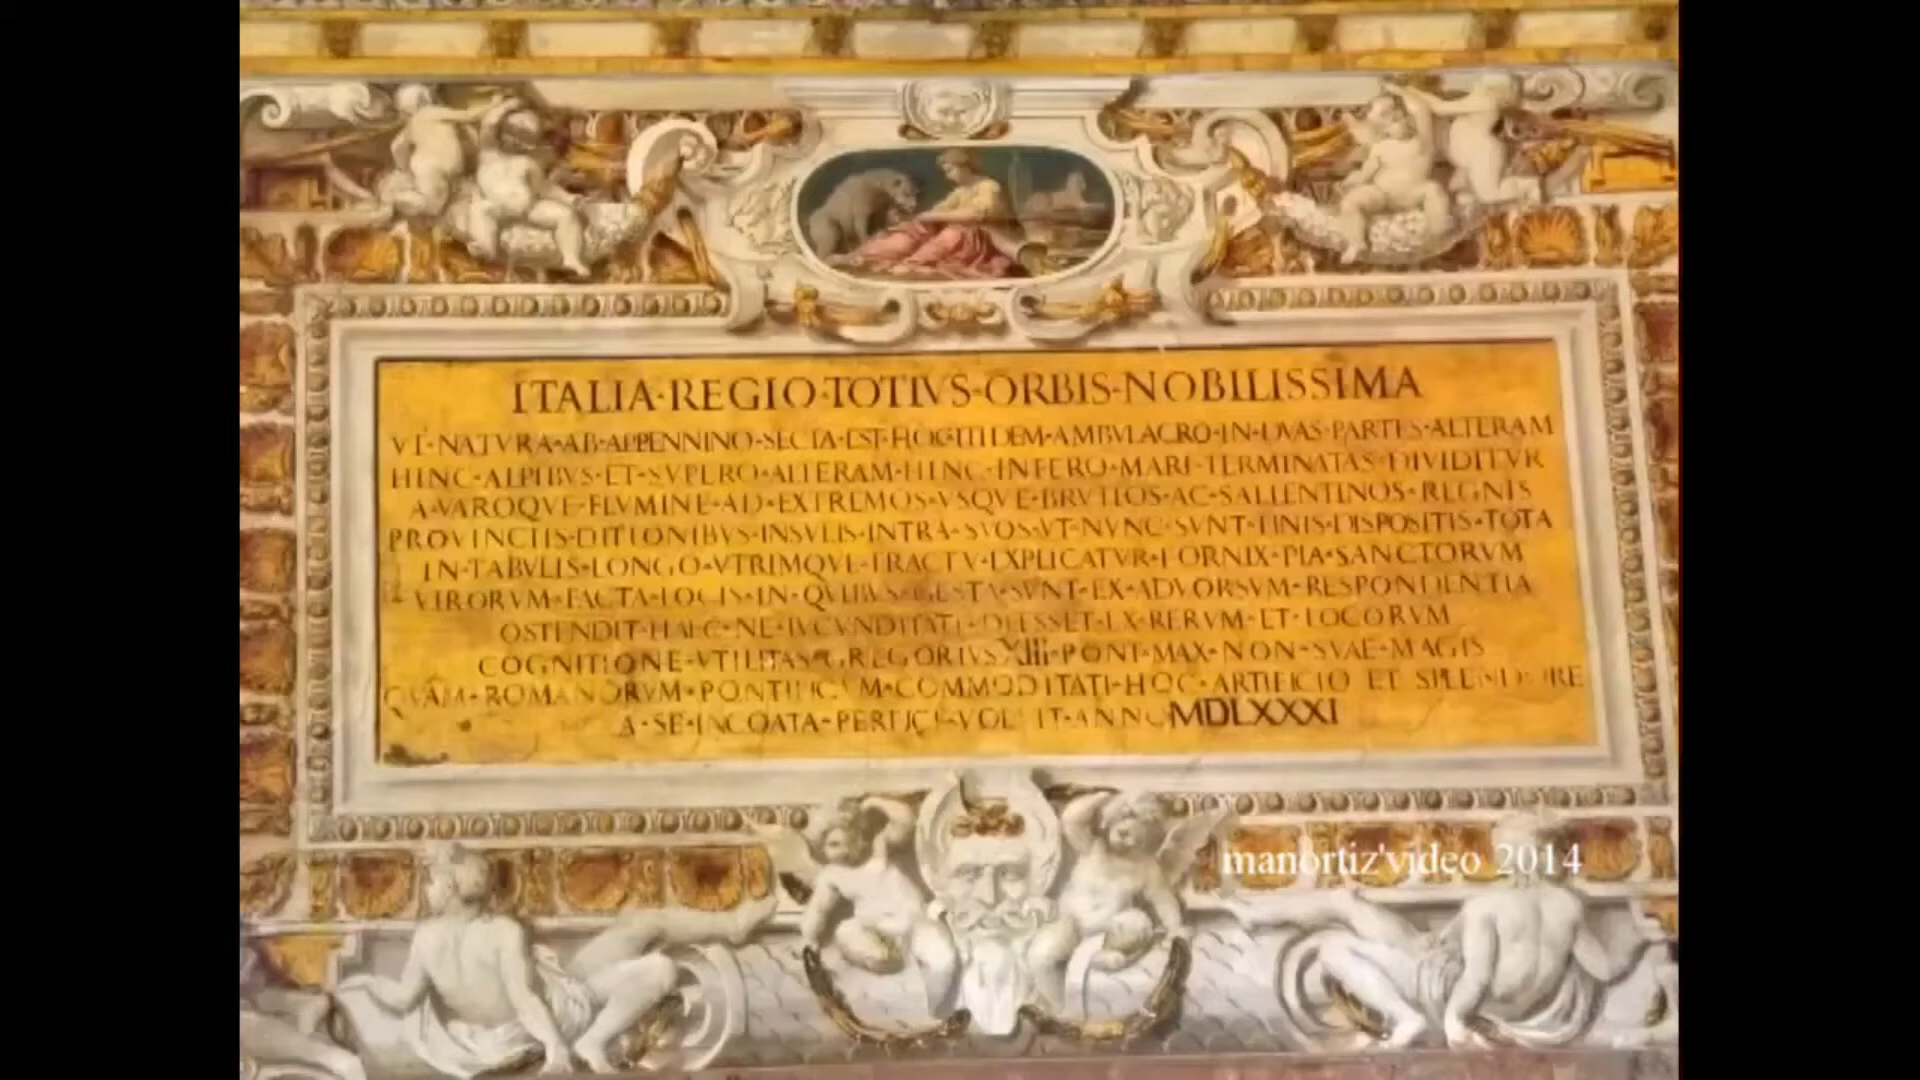 ITALIA·REGIO·TOTIVS·ORBIS·NOBILISSIMA
VT·NATVRA·AB·APPENNINO·SECTA·EST·HOC·ITIDEM·AMBVLACRO·IN·DVAS·PARTES·ALTERAM
HINC·ALPIBVS·ET·SVPERO·ALTERAM·HINC·INFERO·MARI·TERMINATAS·DIVIDITVR
A·VAROQVE·FLVMINE·AD·EXTREMOS·VSQVE·BRVTIOS·AC·SALLENTINOS·REGNIS
PROVINCIIS·DITIONIBVS·INSVLIS·INTRA·SVOS·VT·NVNC·SVNT·FINIS·DISPOSITIS·TOTA
IN·TABVLIS·LONGO·VTRIMQVE·TRACTV·EXPLICATVR·FORNIX·PIA·SANCTORVM
VIRORVM·FACTA·LOCIS·IN·QVIBVS·GESTA·SVNT·EX·ADVORSVM·RESPONDENTIA
OSTENDIT·HAEC·NE·IVCVNDITATI·DEESSET·EX·RERVM·ET·LOCORVM
COGNITIONE·VTILITAS·GREGORIVS XIII·PONT·MAX·NON·SVAE·MAGIS
QVAM·ROMANORVM·PONTIFICVM·COMMODITATI·HOC·ARTIFICIO ET SPLENDORE
A·SE·INCOATA·PERFICI·VOLVIT·ANNO MDLXXXI
manortiz'video 2014